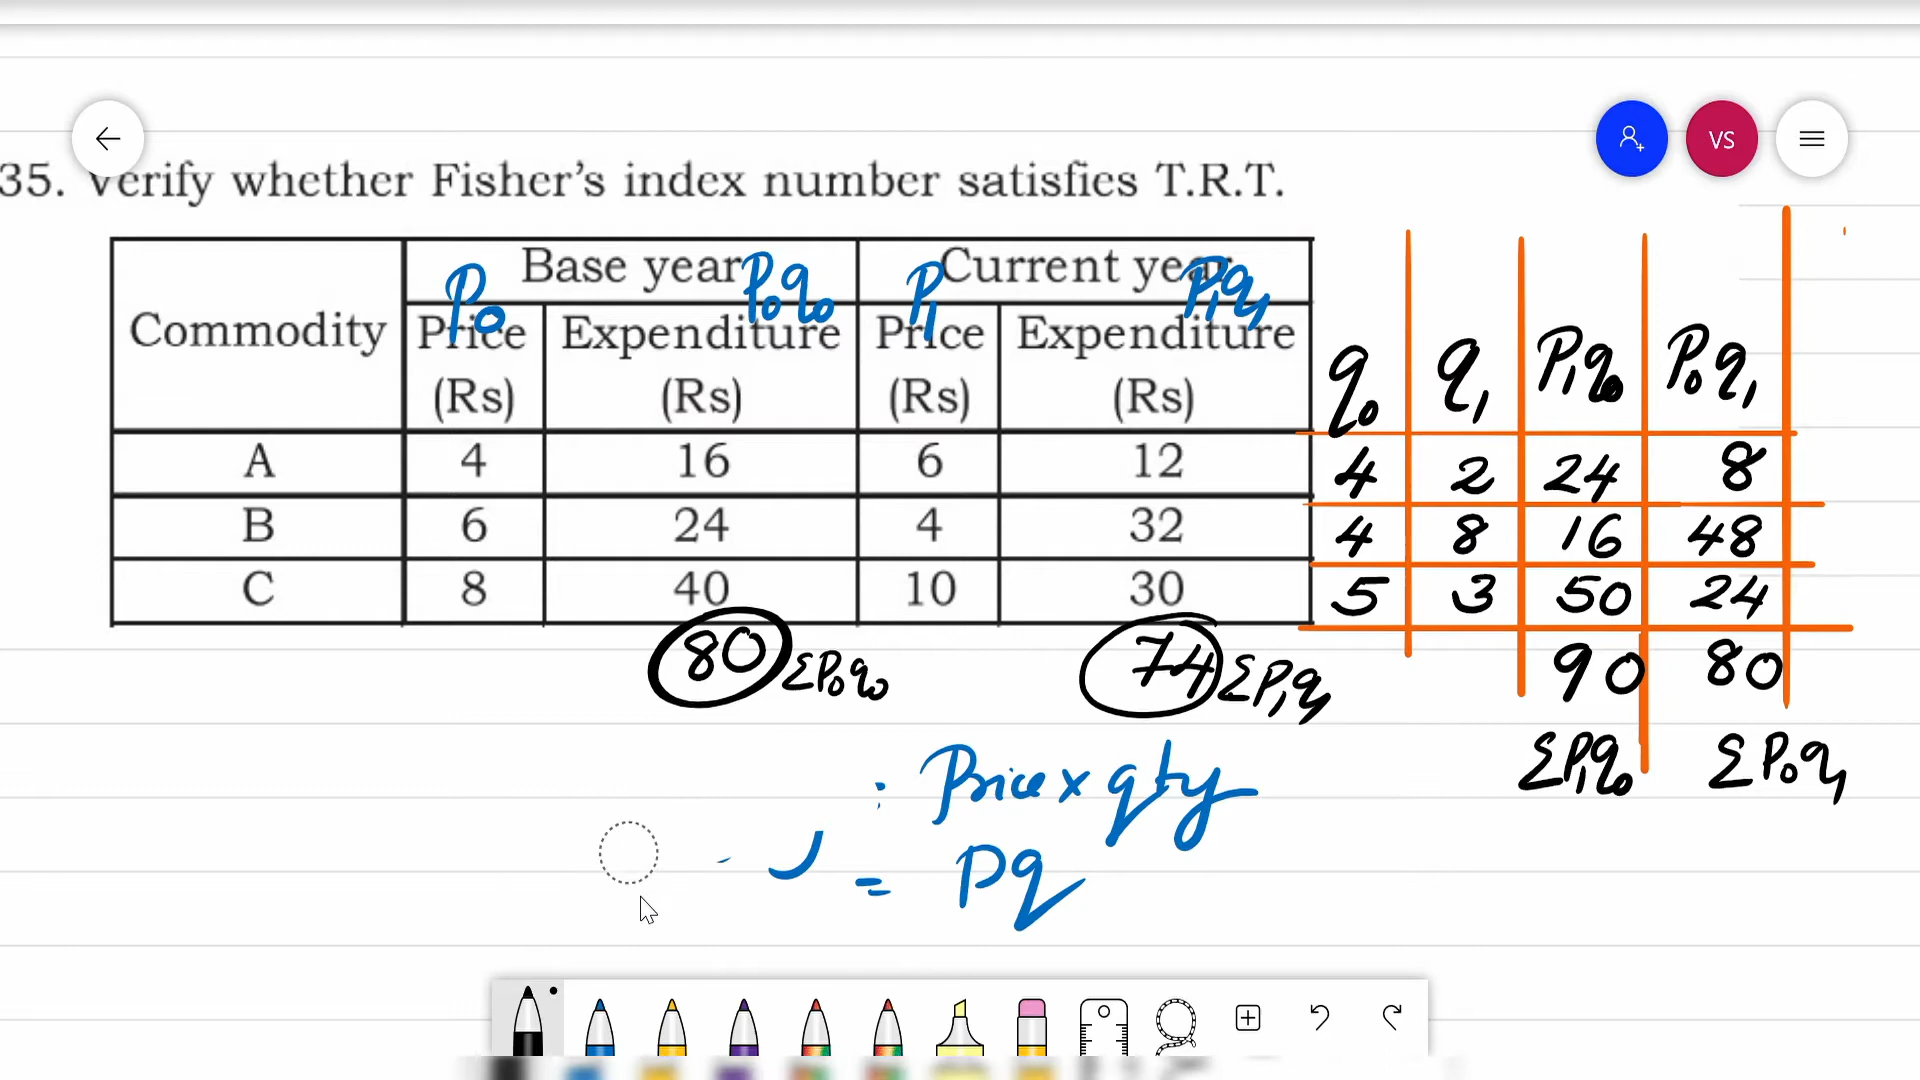 VS
35. Verify whether Fisher's index number satisfies T.R.T.
Commodity Base year Current year
P₀ P₀q₀ P₁ P₁q₁
Price (Rs) Expenditure (Rs) Price (Rs) Expenditure (Rs) q₀ q₁ P₁q₀ P₀q₁
A 4 16 6 12 4 2 24 8
B 6 24 4 32 4 8 16 48
C 8 40 10 30 5 3 50 24
80 ΣP₀q₀ 74 ΣP₁q₁ 90 80
ΣP₁q₀ ΣP₀q₁
: Price x qty
= Pq